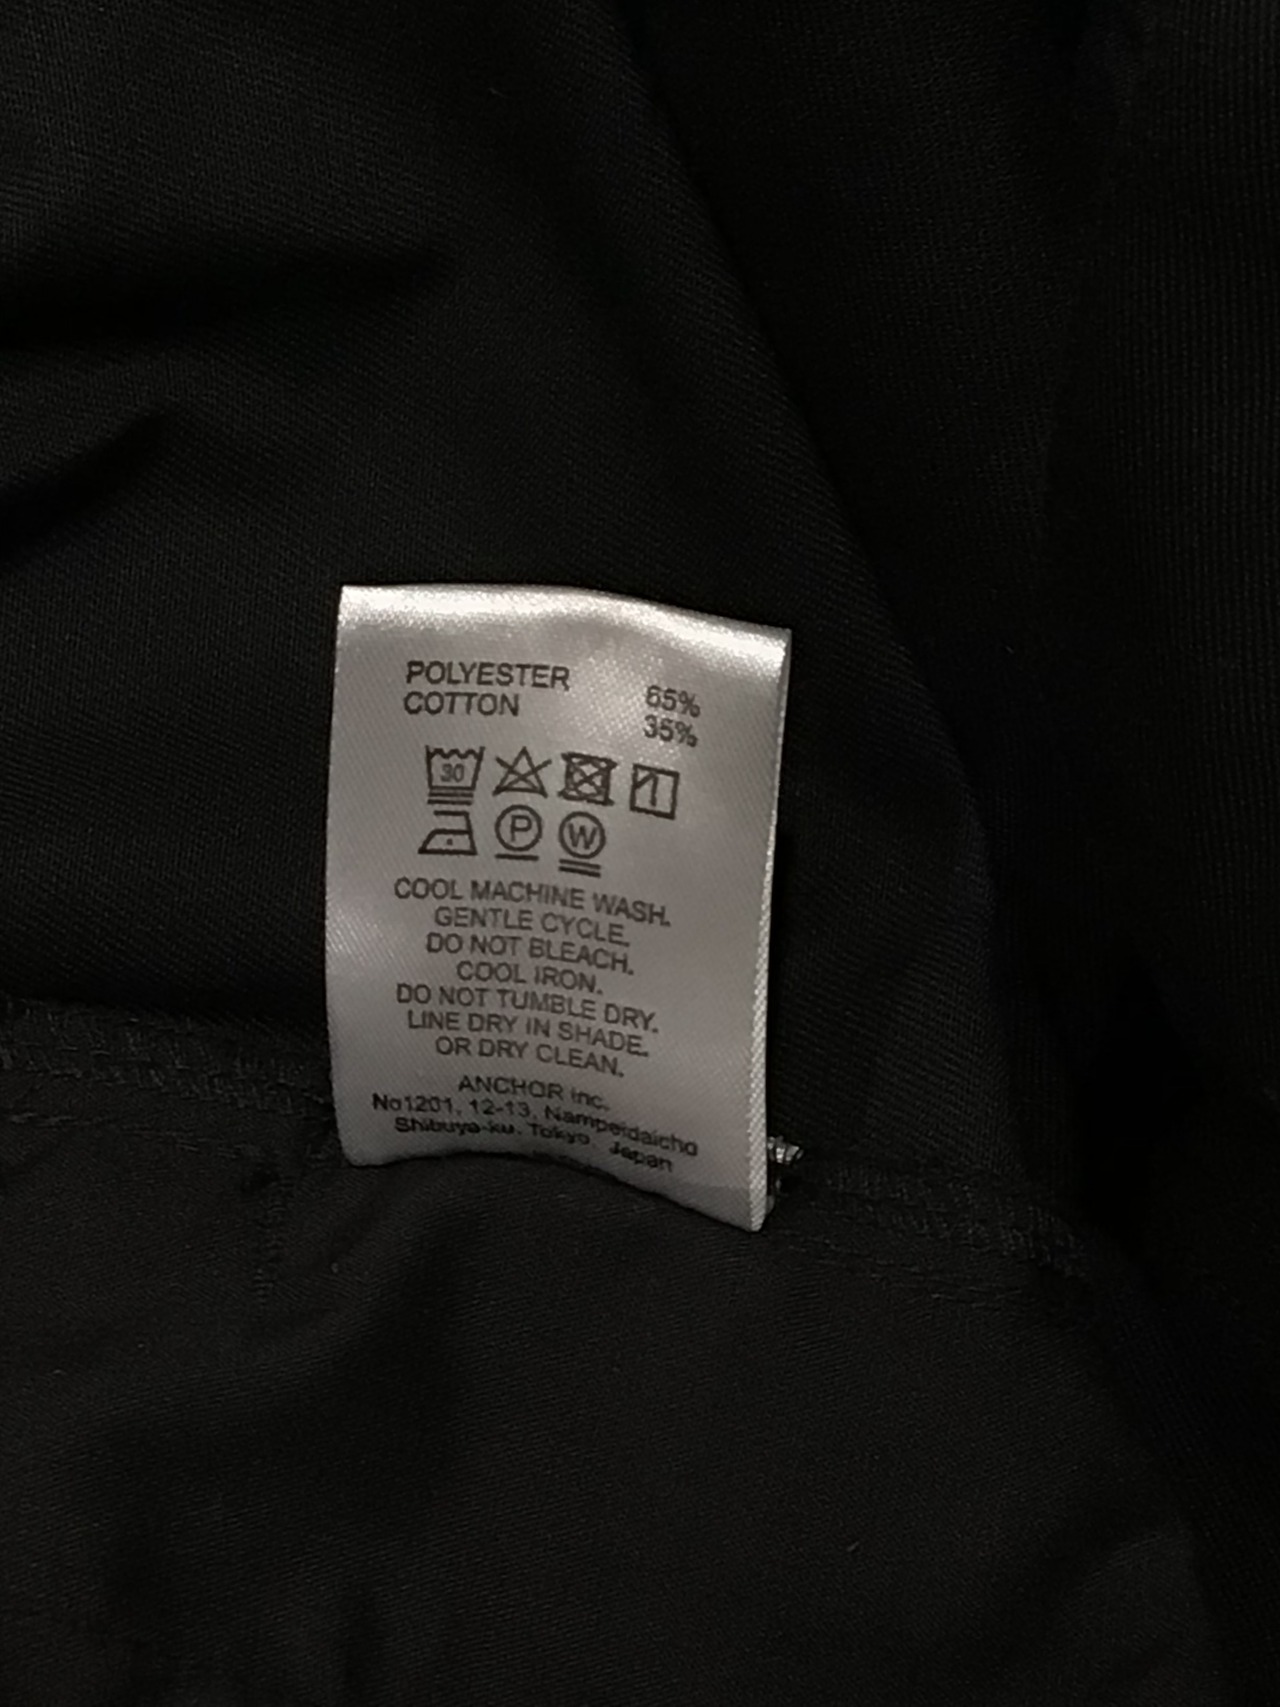 POLYESTER 65%
COTTON 35%
30
P W
COOL MACHINE WASH.
GENTLE CYCLE.
DO NOT BLEACH.
COOL IRON.
DO NOT TUMBLE DRY.
LINE DRY IN SHADE.
OR DRY CLEAN.
ANCHOR Inc.
No1201, 12-13, Nampeidaicho
Shibuya-ku, Tokyo Japan